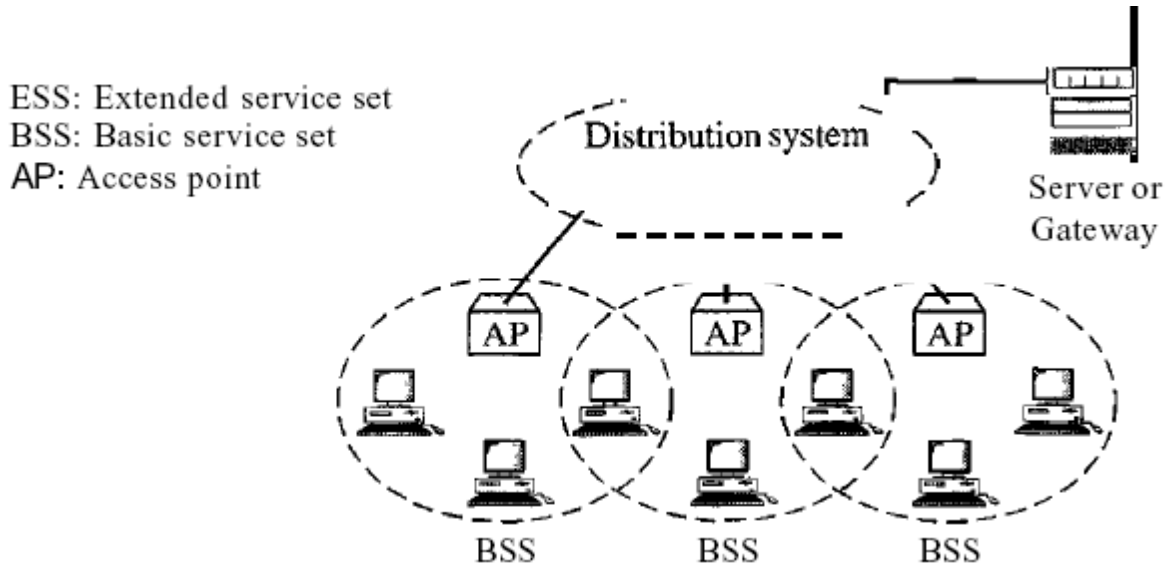 ESS: Extended service set
BSS: Basic service set
AP: Access point
Distribution system
Server or
Gateway
AP AP AP
BSS BSS BSS